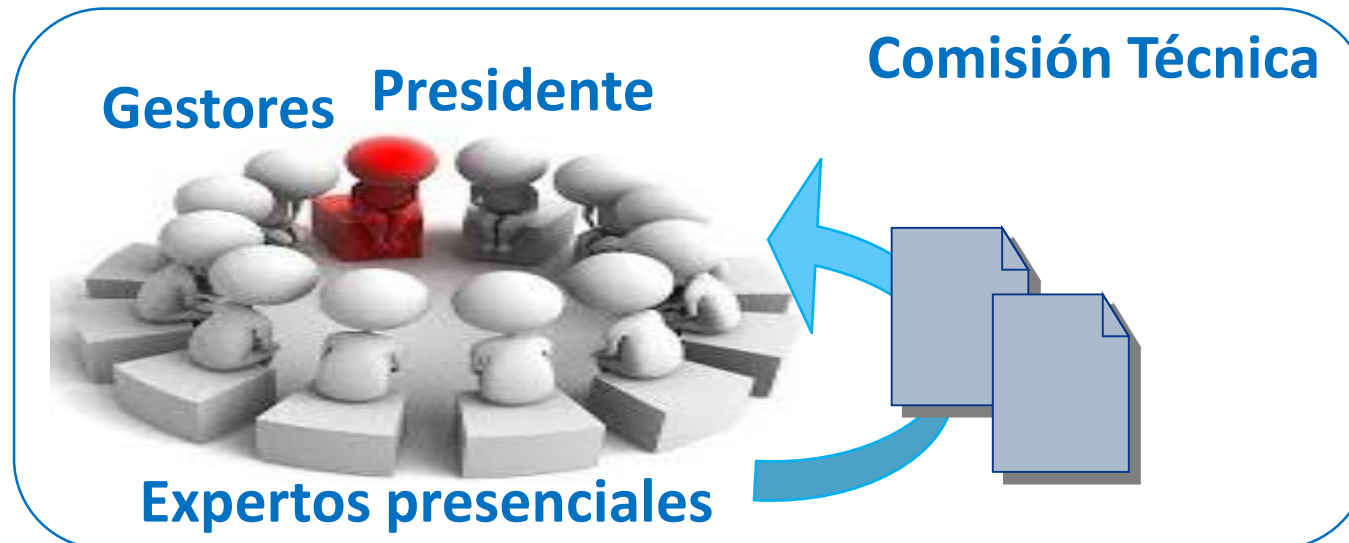 Comisión Técnica
Gestores
Presidente
Expertos presenciales